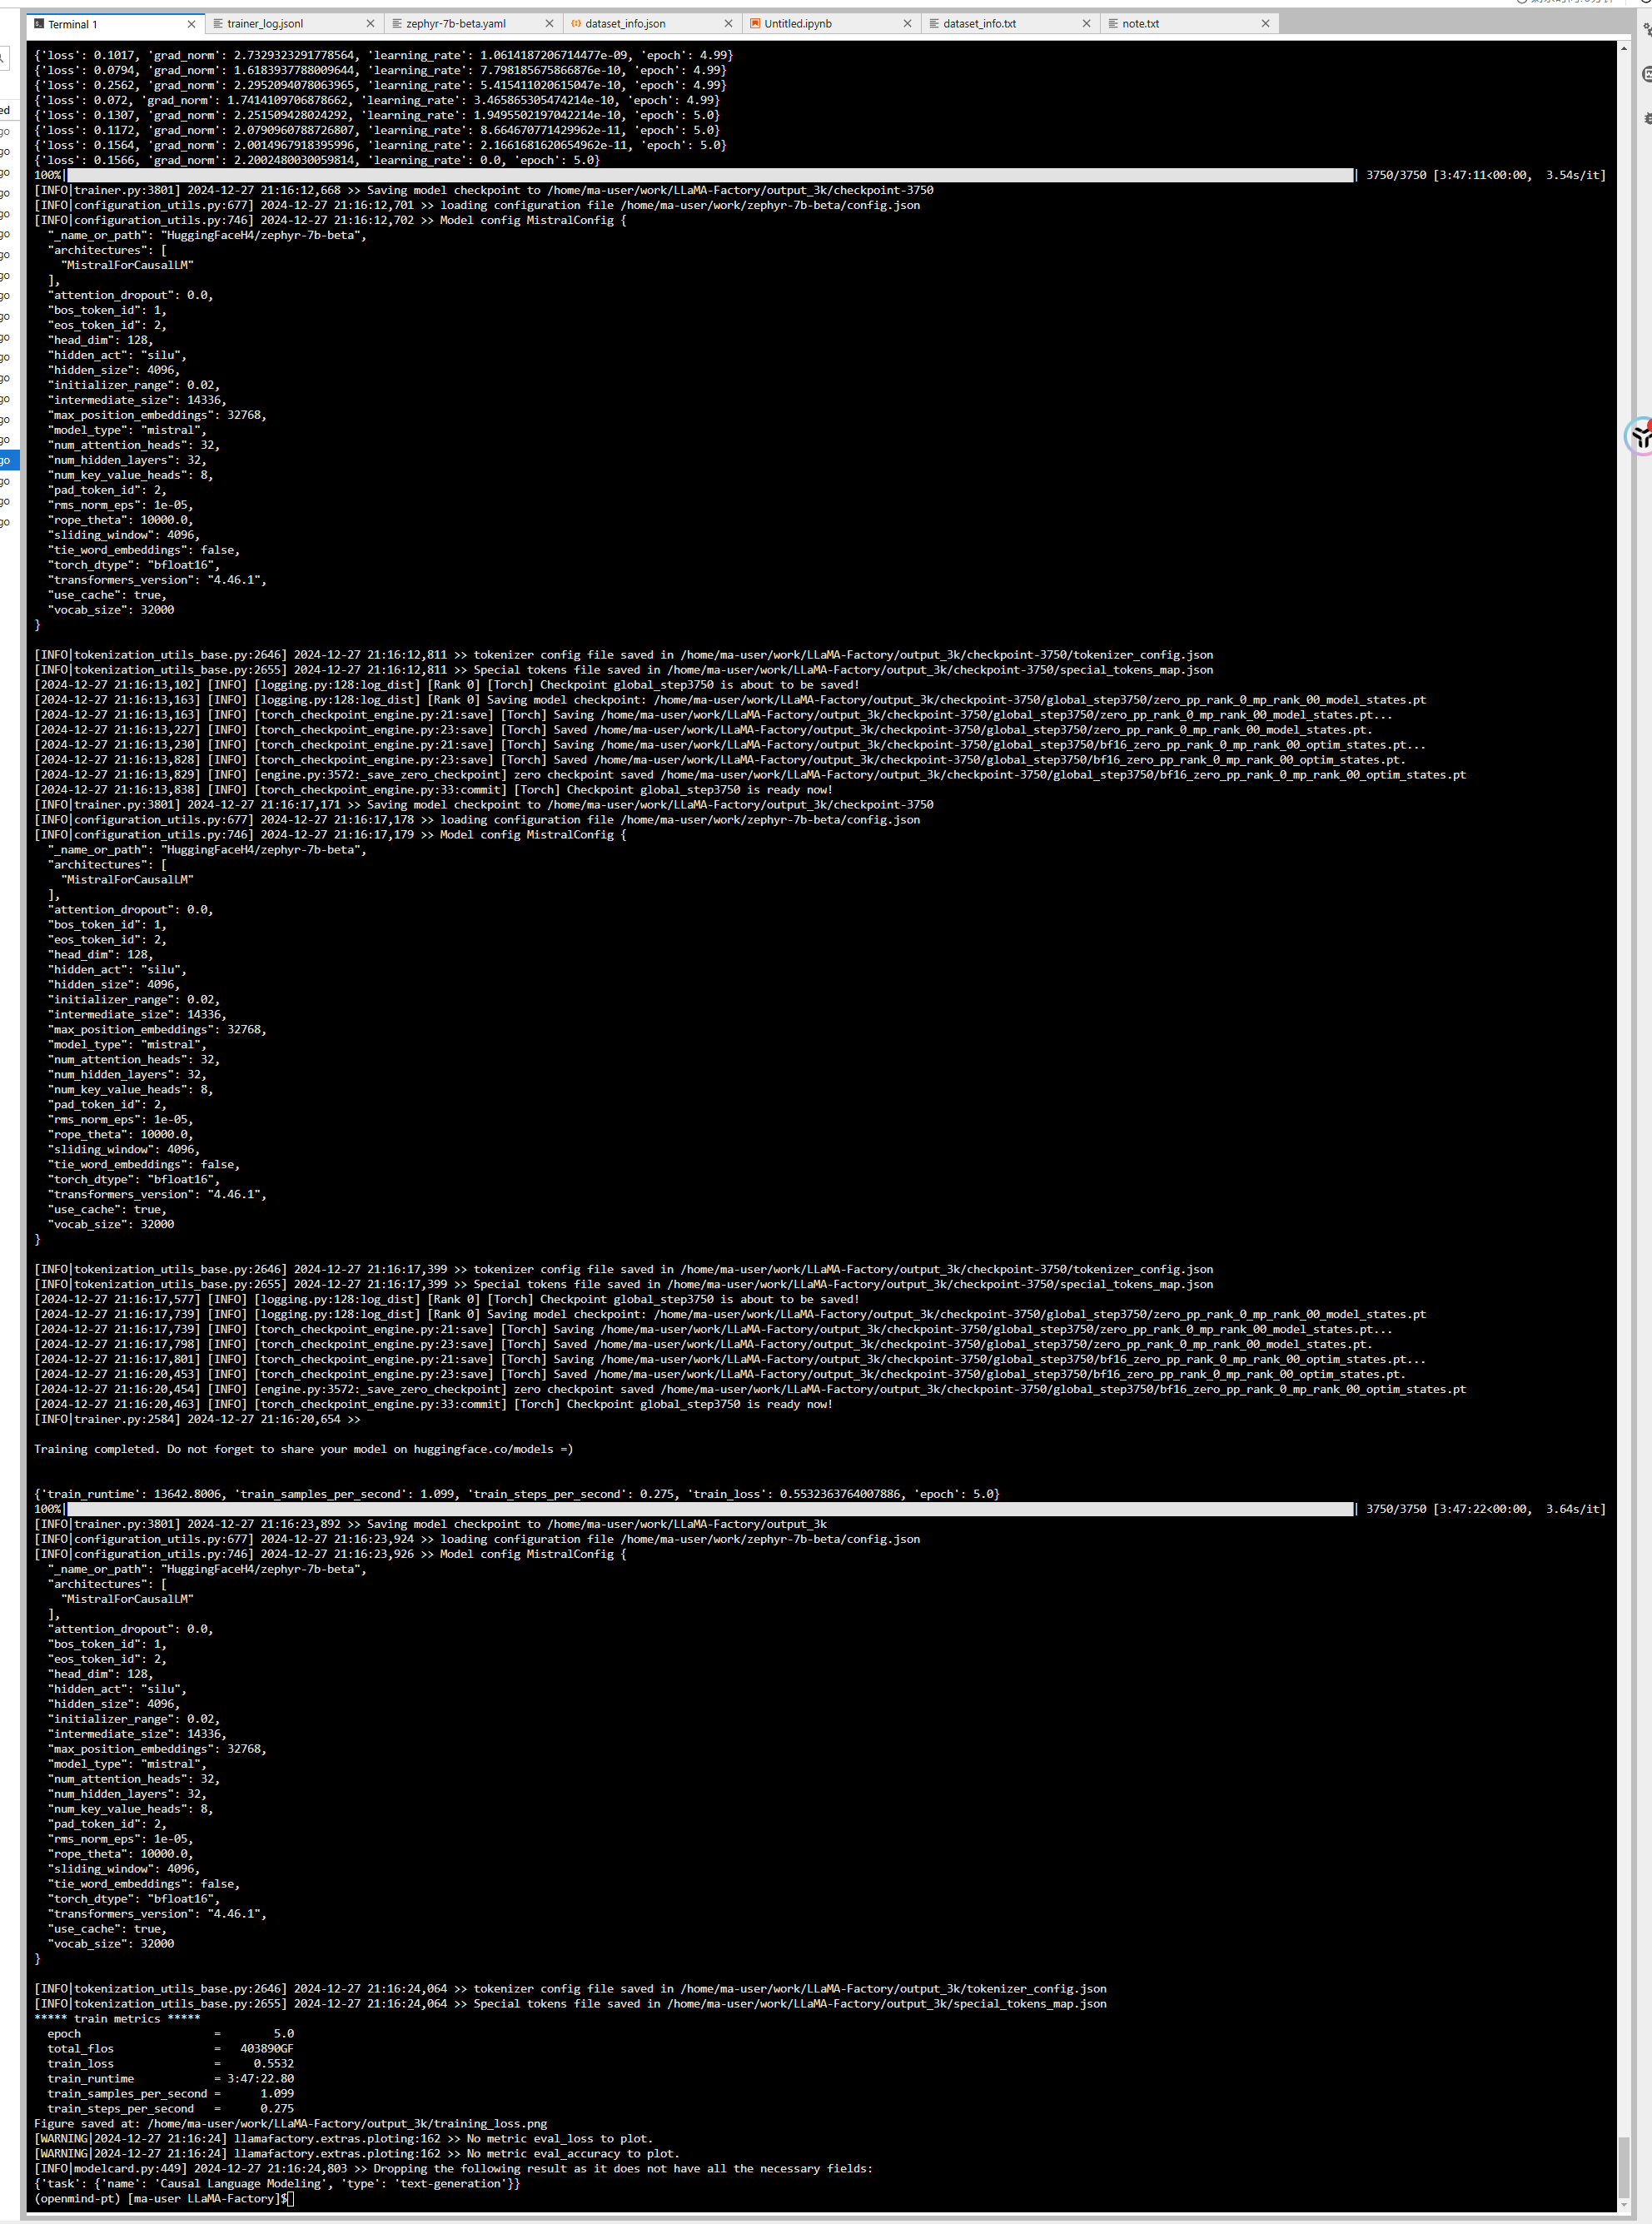 Terminal 1
trainer_log.jsonl
zephyr-7b-beta.yaml
dataset_info.json
Untitled.ipynb
dataset_info.txt
note.txt
{'loss': 0.1017, 'grad_norm': 2.7329323291778564, 'learning_rate': 1.0614187206714477e-09, 'epoch': 4.99}
{'loss': 0.0794, 'grad_norm': 1.6183937788009644, 'learning_rate': 7.798185675866876e-10, 'epoch': 4.99}
{'loss': 0.2562, 'grad_norm': 2.2952094078063965, 'learning_rate': 5.415411020615047e-10, 'epoch': 4.99}
{'loss': 0.072, 'grad_norm': 1.7414109706878662, 'learning_rate': 3.465865305474214e-10, 'epoch': 4.99}
{'loss': 0.1307, 'grad_norm': 2.251509428024292, 'learning_rate': 1.9495502197042214e-10, 'epoch': 5.0}
{'loss': 0.1172, 'grad_norm': 2.0790960788726807, 'learning_rate': 8.664670771429962e-11, 'epoch': 5.0}
{'loss': 0.1564, 'grad_norm': 2.0014967918395996, 'learning_rate': 2.1661681620654962e-11, 'epoch': 5.0}
{'loss': 0.1566, 'grad_norm': 2.2002480030059814, 'learning_rate': 0.0, 'epoch': 5.0}
100%| | 3750/3750 [3:47:11<00:00, 3.54s/it]
[INFO|trainer.py:3801] 2024-12-27 21:16:12,668 >> Saving model checkpoint to /home/ma-user/work/LLaMA-Factory/output_3k/checkpoint-3750
[INFO|configuration_utils.py:677] 2024-12-27 21:16:12,701 >> loading configuration file /home/ma-user/work/zephyr-7b-beta/config.json
[INFO|configuration_utils.py:746] 2024-12-27 21:16:12,702 >> Model config MistralConfig {
"_name_or_path": "HuggingFaceH4/zephyr-7b-beta",
"architectures": [
"MistralForCausalLM"
],
"attention_dropout": 0.0,
"bos_token_id": 1,
"eos_token_id": 2,
"head_dim": 128,
"hidden_act": "silu",
"hidden_size": 4096,
"initializer_range": 0.02,
"intermediate_size": 14336,
"max_position_embeddings": 32768,
"model_type": "mistral",
"num_attention_heads": 32,
"num_hidden_layers": 32,
"num_key_value_heads": 8,
"pad_token_id": 2,
"rms_norm_eps": 1e-05,
"rope_theta": 10000.0,
"sliding_window": 4096,
"tie_word_embeddings": false,
"torch_dtype": "bfloat16",
"transformers_version": "4.46.1",
"use_cache": true,
"vocab_size": 32000
}
[INFO|tokenization_utils_base.py:2646] 2024-12-27 21:16:12,811 >> tokenizer config file saved in /home/ma-user/work/LLaMA-Factory/output_3k/checkpoint-3750/tokenizer_config.json
[INFO|tokenization_utils_base.py:2655] 2024-12-27 21:16:12,811 >> Special tokens file saved in /home/ma-user/work/LLaMA-Factory/output_3k/checkpoint-3750/special_tokens_map.json
[2024-12-27 21:16:13,102] [INFO] [logging.py:128:log_dist] [Rank 0] [Torch] Checkpoint global_step3750 is about to be saved!
[2024-12-27 21:16:13,163] [INFO] [logging.py:128:log_dist] [Rank 0] Saving model checkpoint: /home/ma-user/work/LLaMA-Factory/output_3k/checkpoint-3750/global_step3750/zero_pp_rank_0_mp_rank_00_model_states.pt
[2024-12-27 21:16:13,163] [INFO] [torch_checkpoint_engine.py:21:save] [Torch] Saving /home/ma-user/work/LLaMA-Factory/output_3k/checkpoint-3750/global_step3750/zero_pp_rank_0_mp_rank_00_model_states.pt...
[2024-12-27 21:16:13,227] [INFO] [torch_checkpoint_engine.py:23:save] [Torch] Saved /home/ma-user/work/LLaMA-Factory/output_3k/checkpoint-3750/global_step3750/zero_pp_rank_0_mp_rank_00_model_states.pt.
[2024-12-27 21:16:13,230] [INFO] [torch_checkpoint_engine.py:21:save] [Torch] Saving /home/ma-user/work/LLaMA-Factory/output_3k/checkpoint-3750/global_step3750/bf16_zero_pp_rank_0_mp_rank_00_optim_states.pt...
[2024-12-27 21:16:13,828] [INFO] [torch_checkpoint_engine.py:23:save] [Torch] Saved /home/ma-user/work/LLaMA-Factory/output_3k/checkpoint-3750/global_step3750/bf16_zero_pp_rank_0_mp_rank_00_optim_states.pt.
[2024-12-27 21:16:13,829] [INFO] [engine.py:3572:_save_zero_checkpoint] zero checkpoint saved /home/ma-user/work/LLaMA-Factory/output_3k/checkpoint-3750/global_step3750/bf16_zero_pp_rank_0_mp_rank_00_optim_states.pt
[2024-12-27 21:16:13,838] [INFO] [torch_checkpoint_engine.py:33:commit] [Torch] Checkpoint global_step3750 is ready now!
[INFO|trainer.py:3801] 2024-12-27 21:16:17,171 >> Saving model checkpoint to /home/ma-user/work/LLaMA-Factory/output_3k/checkpoint-3750
[INFO|configuration_utils.py:677] 2024-12-27 21:16:17,178 >> loading configuration file /home/ma-user/work/zephyr-7b-beta/config.json
[INFO|configuration_utils.py:746] 2024-12-27 21:16:17,179 >> Model config MistralConfig {
"_name_or_path": "HuggingFaceH4/zephyr-7b-beta",
"architectures": [
"MistralForCausalLM"
],
"attention_dropout": 0.0,
"bos_token_id": 1,
"eos_token_id": 2,
"head_dim": 128,
"hidden_act": "silu",
"hidden_size": 4096,
"initializer_range": 0.02,
"intermediate_size": 14336,
"max_position_embeddings": 32768,
"model_type": "mistral",
"num_attention_heads": 32,
"num_hidden_layers": 32,
"num_key_value_heads": 8,
"pad_token_id": 2,
"rms_norm_eps": 1e-05,
"rope_theta": 10000.0,
"sliding_window": 4096,
"tie_word_embeddings": false,
"torch_dtype": "bfloat16",
"transformers_version": "4.46.1",
"use_cache": true,
"vocab_size": 32000
}
[INFO|tokenization_utils_base.py:2646] 2024-12-27 21:16:17,399 >> tokenizer config file saved in /home/ma-user/work/LLaMA-Factory/output_3k/checkpoint-3750/tokenizer_config.json
[INFO|tokenization_utils_base.py:2655] 2024-12-27 21:16:17,399 >> Special tokens file saved in /home/ma-user/work/LLaMA-Factory/output_3k/checkpoint-3750/special_tokens_map.json
[2024-12-27 21:16:17,577] [INFO] [logging.py:128:log_dist] [Rank 0] [Torch] Checkpoint global_step3750 is about to be saved!
[2024-12-27 21:16:17,739] [INFO] [logging.py:128:log_dist] [Rank 0] Saving model checkpoint: /home/ma-user/work/LLaMA-Factory/output_3k/checkpoint-3750/global_step3750/zero_pp_rank_0_mp_rank_00_model_states.pt
[2024-12-27 21:16:17,739] [INFO] [torch_checkpoint_engine.py:21:save] [Torch] Saving /home/ma-user/work/LLaMA-Factory/output_3k/checkpoint-3750/global_step3750/zero_pp_rank_0_mp_rank_00_model_states.pt...
[2024-12-27 21:16:17,798] [INFO] [torch_checkpoint_engine.py:23:save] [Torch] Saved /home/ma-user/work/LLaMA-Factory/output_3k/checkpoint-3750/global_step3750/zero_pp_rank_0_mp_rank_00_model_states.pt.
[2024-12-27 21:16:17,801] [INFO] [torch_checkpoint_engine.py:21:save] [Torch] Saving /home/ma-user/work/LLaMA-Factory/output_3k/checkpoint-3750/global_step3750/bf16_zero_pp_rank_0_mp_rank_00_optim_states.pt...
[2024-12-27 21:16:20,453] [INFO] [torch_checkpoint_engine.py:23:save] [Torch] Saved /home/ma-user/work/LLaMA-Factory/output_3k/checkpoint-3750/global_step3750/bf16_zero_pp_rank_0_mp_rank_00_optim_states.pt.
[2024-12-27 21:16:20,454] [INFO] [engine.py:3572:_save_zero_checkpoint] zero checkpoint saved /home/ma-user/work/LLaMA-Factory/output_3k/checkpoint-3750/global_step3750/bf16_zero_pp_rank_0_mp_rank_00_optim_states.pt
[2024-12-27 21:16:20,463] [INFO] [torch_checkpoint_engine.py:33:commit] [Torch] Checkpoint global_step3750 is ready now!
[INFO|trainer.py:2584] 2024-12-27 21:16:20,654 >>
Training completed. Do not forget to share your model on huggingface.co/models =)
{'train_runtime': 13642.8006, 'train_samples_per_second': 1.099, 'train_steps_per_second': 0.275, 'train_loss': 0.5532363764007886, 'epoch': 5.0}
100%| | 3750/3750 [3:47:22<00:00, 3.64s/it]
[INFO|trainer.py:3801] 2024-12-27 21:16:23,892 >> Saving model checkpoint to /home/ma-user/work/LLaMA-Factory/output_3k
[INFO|configuration_utils.py:677] 2024-12-27 21:16:23,924 >> loading configuration file /home/ma-user/work/zephyr-7b-beta/config.json
[INFO|configuration_utils.py:746] 2024-12-27 21:16:23,926 >> Model config MistralConfig {
"_name_or_path": "HuggingFaceH4/zephyr-7b-beta",
"architectures": [
"MistralForCausalLM"
],
"attention_dropout": 0.0,
"bos_token_id": 1,
"eos_token_id": 2,
"head_dim": 128,
"hidden_act": "silu",
"hidden_size": 4096,
"initializer_range": 0.02,
"intermediate_size": 14336,
"max_position_embeddings": 32768,
"model_type": "mistral",
"num_attention_heads": 32,
"num_hidden_layers": 32,
"num_key_value_heads": 8,
"pad_token_id": 2,
"rms_norm_eps": 1e-05,
"rope_theta": 10000.0,
"sliding_window": 4096,
"tie_word_embeddings": false,
"torch_dtype": "bfloat16",
"transformers_version": "4.46.1",
"use_cache": true,
"vocab_size": 32000
}
[INFO|tokenization_utils_base.py:2646] 2024-12-27 21:16:24,064 >> tokenizer config file saved in /home/ma-user/work/LLaMA-Factory/output_3k/tokenizer_config.json
[INFO|tokenization_utils_base.py:2655] 2024-12-27 21:16:24,064 >> Special tokens file saved in /home/ma-user/work/LLaMA-Factory/output_3k/special_tokens_map.json
***** train metrics *****
epoch = 5.0
total_flos = 403890GF
train_loss = 0.5532
train_runtime = 3:47:22.80
train_samples_per_second = 1.099
train_steps_per_second = 0.275
Figure saved at: /home/ma-user/work/LLaMA-Factory/output_3k/training_loss.png
[WARNING|2024-12-27 21:16:24] llamafactory.extras.ploting:162 >> No metric eval_loss to plot.
[WARNING|2024-12-27 21:16:24] llamafactory.extras.ploting:162 >> No metric eval_accuracy to plot.
[INFO|modelcard.py:449] 2024-12-27 21:16:24,803 >> Dropping the following result as it does not have all the necessary fields:
{'task': {'name': 'Causal Language Modeling', 'type': 'text-generation'}}
(openmind-pt) [ma-user LLaMA-Factory]$